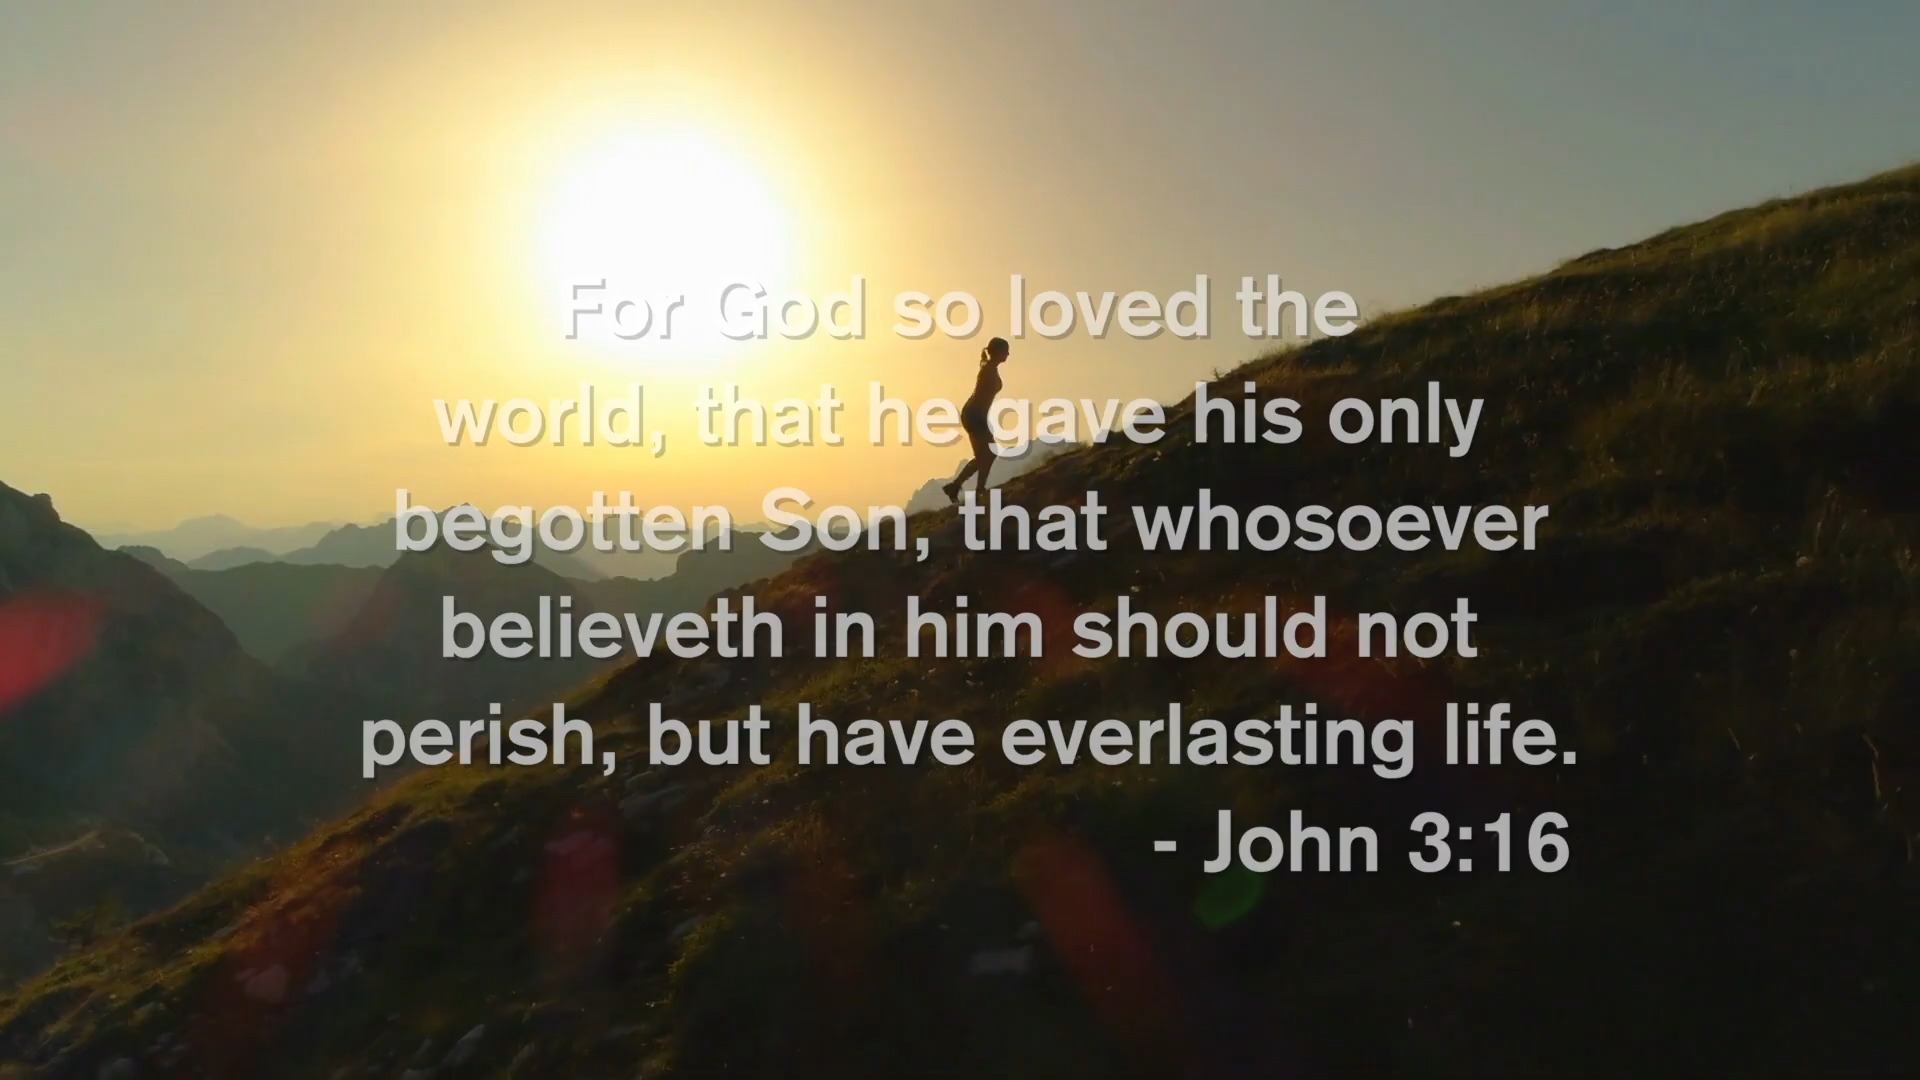 For God so loved the
world, that he gave his only
begotten Son, that whosoever
believeth in him should not
perish, but have everlasting life.
- John 3:16